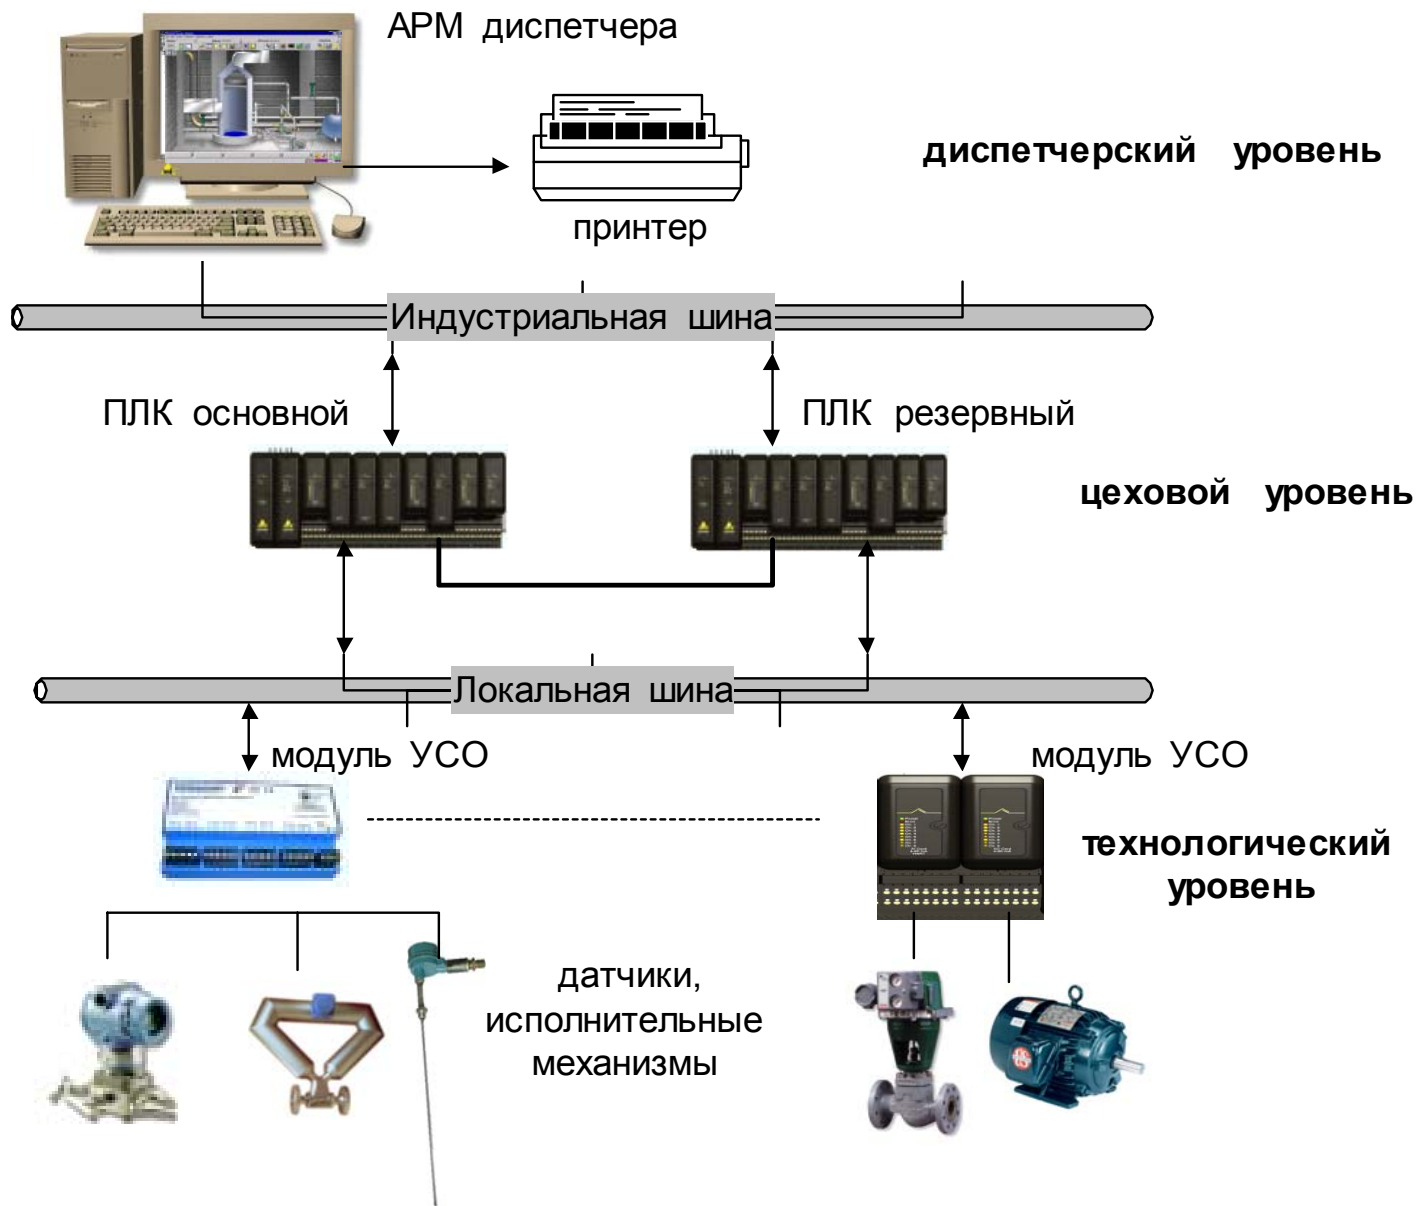 АРМ диспетчера
диспетчерский уровень
принтер
Индустриальная шина
ПЛК основной
ПЛК резервный
цеховой уровень
Локальная шина
модуль УСО
модуль УСО
технологический
уровень
датчики,
исполнительные
механизмы